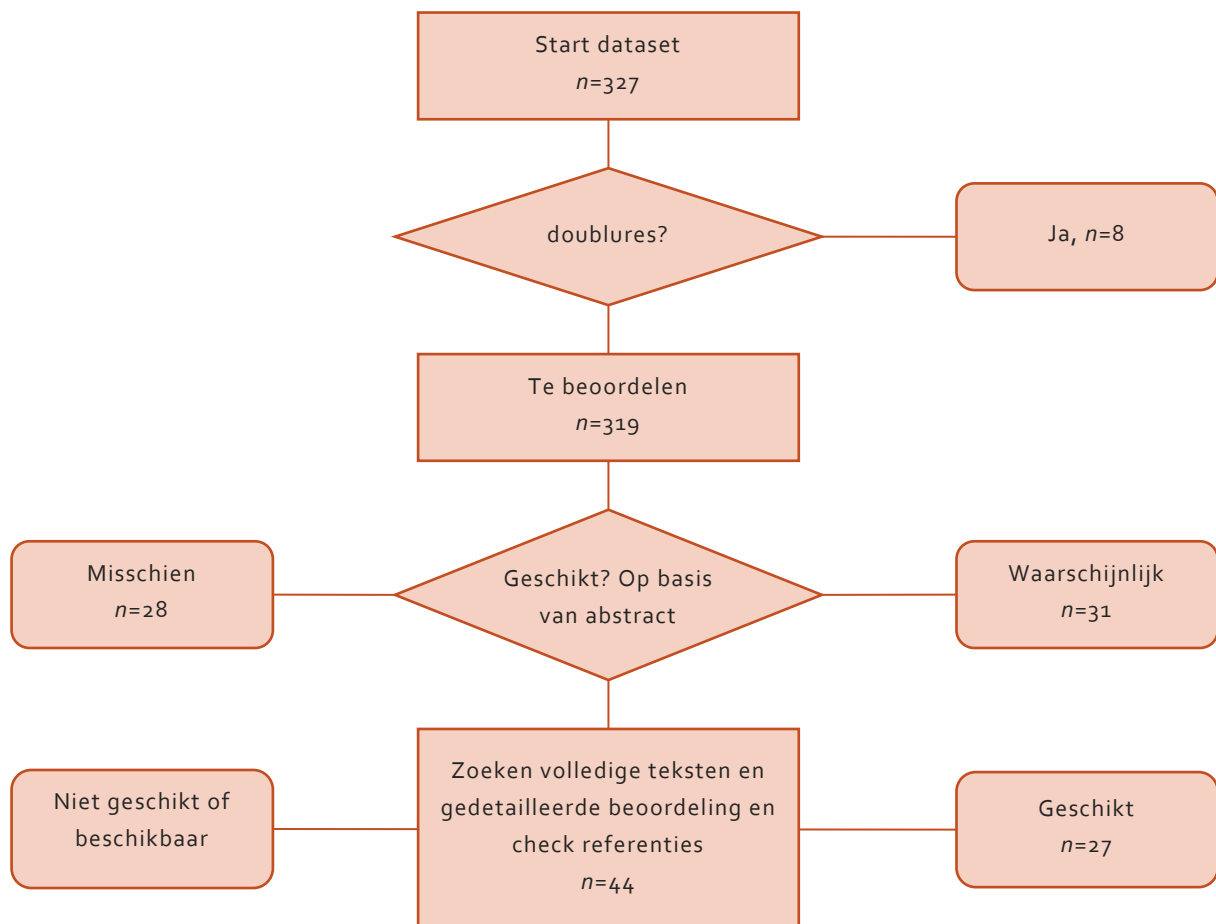 Start dataset
n=327
doublures?
Ja, n=8
Te beoordelen
n=319
Misschien
n=28
Geschikt? Op basis
van abstract
Waarschijnlijk
n=31
Niet geschikt of
beschikbaar
Zoeken volledige teksten en
gedetailleerde beoordeling en
check referenties
n=44
Geschikt
n=27